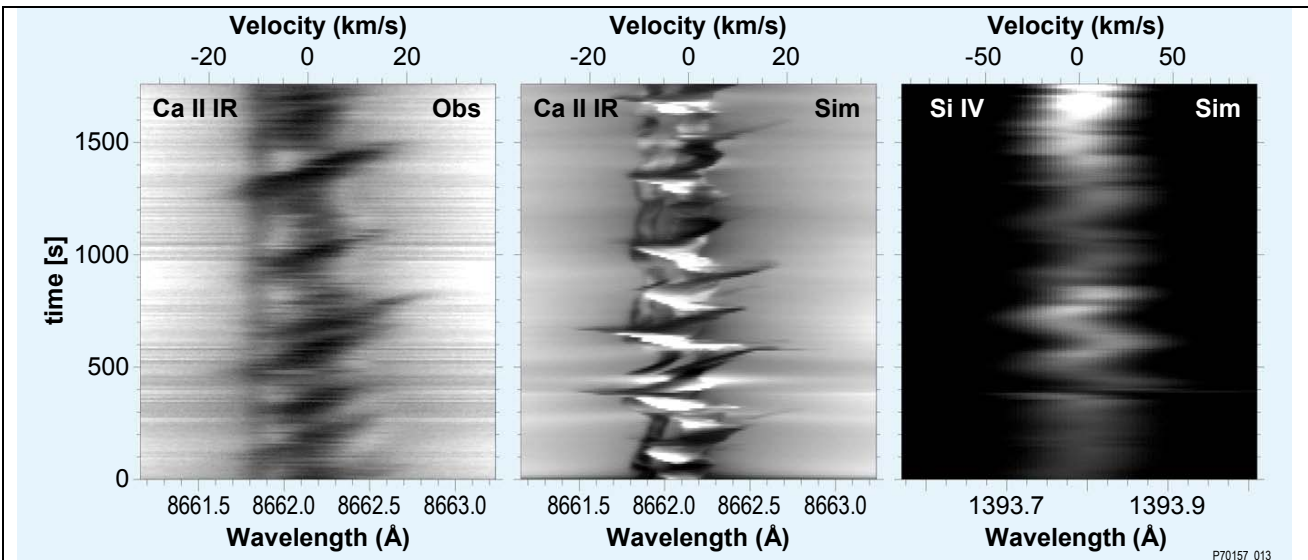 Velocity (km/s) Velocity (km/s) Velocity (km/s)
-20 0 20 -20 0 20 -50 0 50
Ca II IR Obs Ca II IR Sim Si IV Sim
1500
1000
time [s]
500
0
8661.5 8662.0 8662.5 8663.0 8661.5 8662.0 8662.5 8663.0 1393.7 1393.9
Wavelength (Å) Wavelength (Å) Wavelength (Å)
P70157_013